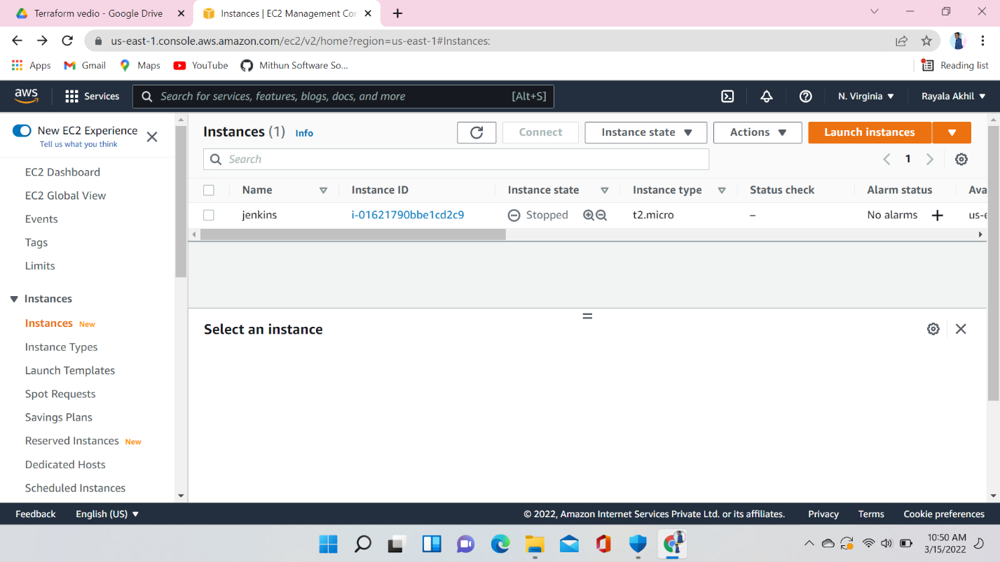 Terraform vedio - Google Drive
Instances | EC2 Management Con
us-east-1.console.aws.amazon.com/ec2/v2/home?region=us-east-1#Instances:
Apps
Gmail
Maps
YouTube
Mithun Software So...
Reading list
aws
Services
Search for services, features, blogs, docs, and more
[Alt+S]
N. Virginia
Rayala Akhil
New EC2 Experience
Tell us what you think
EC2 Dashboard
EC2 Global View
Events
Tags
Limits
Instances
Instances New
Instance Types
Launch Templates
Spot Requests
Savings Plans
Reserved Instances New
Dedicated Hosts
Scheduled Instances
Instances (1) Info
Connect
Instance state
Actions
Launch instances
Search
1
Name Instance ID Instance state Instance type Status check Alarm status Ava
jenkins i-01621790bbe1cd2c9 Stopped t2.micro – No alarms + us-e
Select an instance
Feedback
English (US)
© 2022, Amazon Internet Services Private Ltd. or its affiliates.
Privacy
Terms
Cookie preferences
10:50 AM
3/15/2022